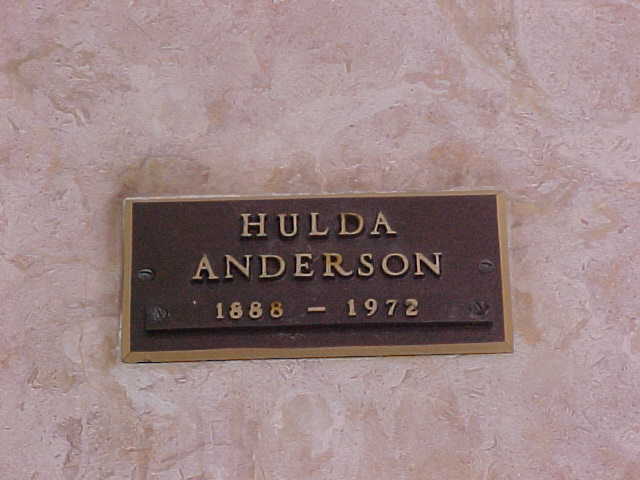 HULDA
ANDERSON
1888 – 1972